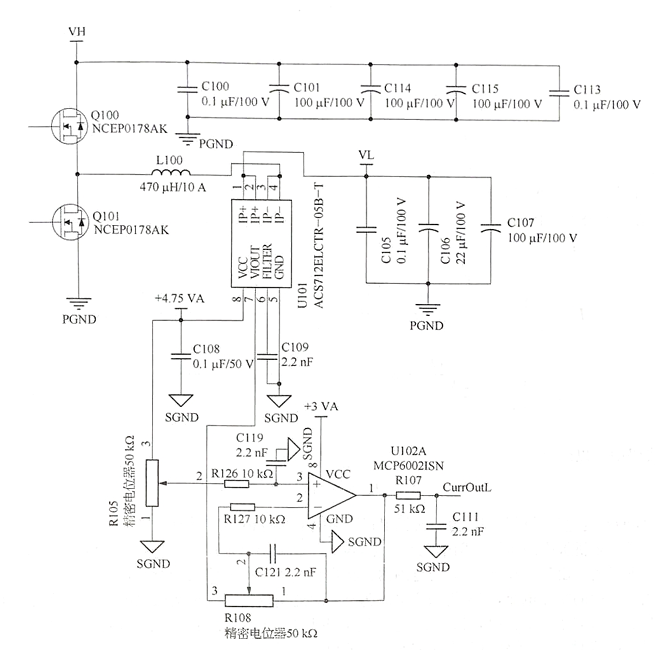 VH
C100
0.1 μF/100 V
C101
100 μF/100 V
C114
100 μF/100 V
C115
100 μF/100 V
C113
0.1 μF/100 V
Q100
NCEP0178AK
PGND
L100
470 μH/10 A
VL
1
2
3
4
IP+
IP+
IP−
IP−
Q101
NCEP0178AK
VCC
VIOUT
FILTER
GND
U101
ACS712ELCTR−05B−T
C105
0.1 μF/100 V
C106
22 μF/100 V
C107
100 μF/100 V
PGND
PGND
+4.75 VA
8
7
6
5
C108
0.1 μF/50 V
C109
2.2 nF
SGND
SGND
+3 VA
C119
2.2 nF
SGND
8
VCC
U102A
MCP6002ISN
3
R105
精密电位器50 kΩ
2
1
R126 10 kΩ
3
+
2
−
1
R107
51 kΩ
CurrOutL
R127 10 kΩ
4
GND
SGND
C111
2.2 nF
SGND
SGND
C121 2.2 nF
2
3
1
R108
精密电位器50 kΩ